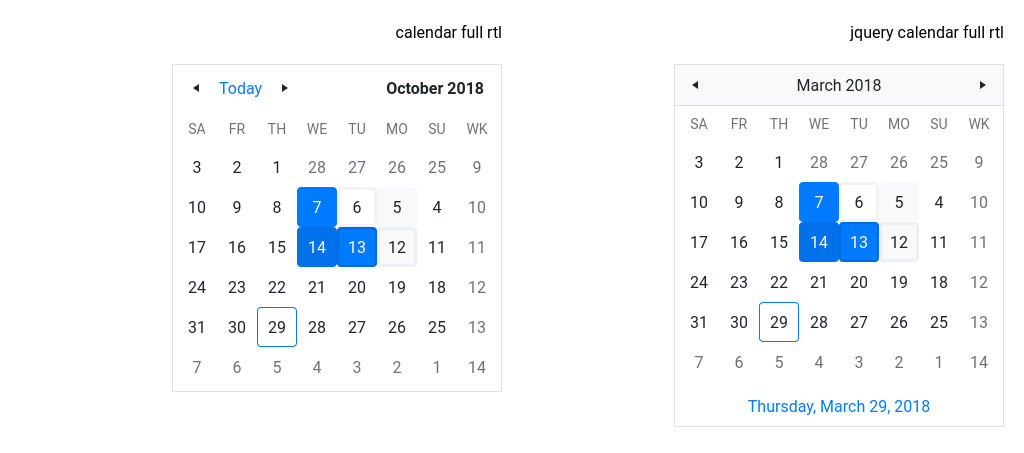 calendar full rtl
Today October 2018
SA FR TH WE TU MO SU WK
3 2 1 28 27 26 25 9
10 9 8 7 6 5 4 10
17 16 15 14 13 12 11 11
24 23 22 21 20 19 18 12
31 30 29 28 27 26 25 13
7 6 5 4 3 2 1 14
jquery calendar full rtl
March 2018
SA FR TH WE TU MO SU WK
3 2 1 28 27 26 25 9
10 9 8 7 6 5 4 10
17 16 15 14 13 12 11 11
24 23 22 21 20 19 18 12
31 30 29 28 27 26 25 13
7 6 5 4 3 2 1 14
Thursday, March 29, 2018